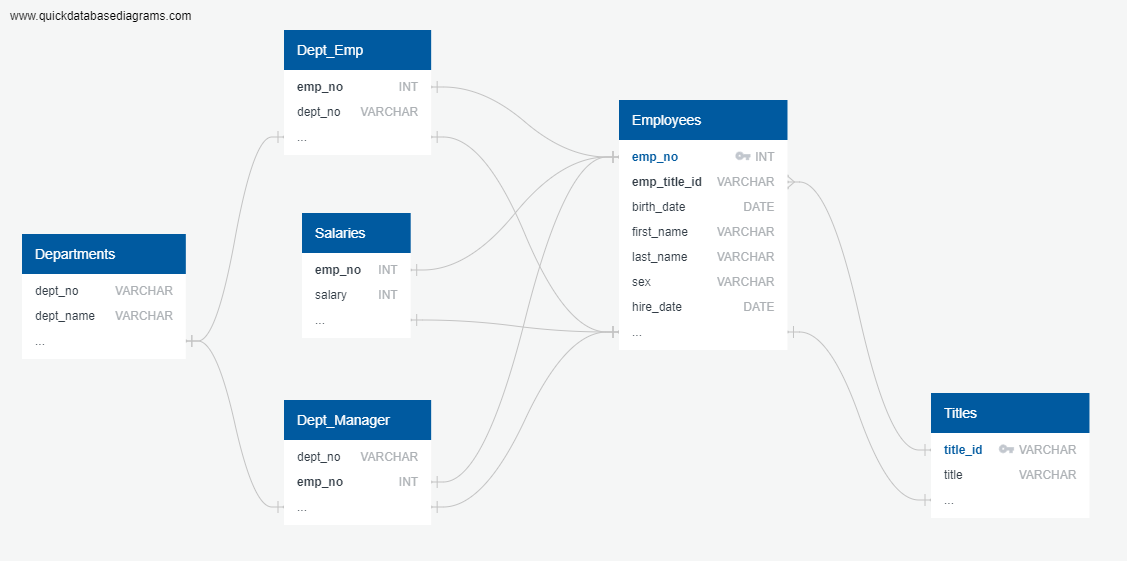 www.quickdatabasediagrams.com
Dept_Emp
emp_no INT
dept_no VARCHAR
...
Employees
emp_no INT
emp_title_id VARCHAR
birth_date DATE
first_name VARCHAR
last_name VARCHAR
sex VARCHAR
hire_date DATE
...
Salaries
emp_no INT
salary INT
...
Departments
dept_no VARCHAR
dept_name VARCHAR
...
Dept_Manager
dept_no VARCHAR
emp_no INT
...
Titles
title_id VARCHAR
title VARCHAR
...